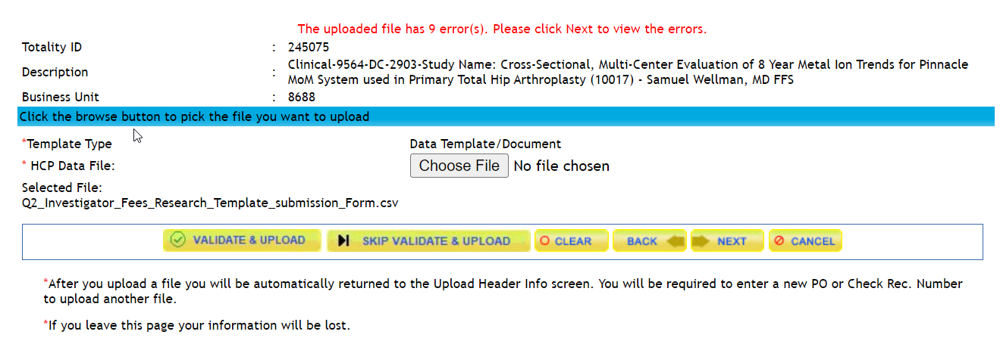 The uploaded file has 9 error(s). Please click Next to view the errors.
Totality ID : 245075
Description : Clinical-9564-DC-2903-Study Name: Cross-Sectional, Multi-Center Evaluation of 8 Year Metal Ion Trends for Pinnacle
MoM System used in Primary Total Hip Arthroplasty (10017) - Samuel Wellman, MD FFS
Business Unit : 8688
Click the browse button to pick the file you want to upload
*Template Type Data Template/Document
* HCP Data File: Choose File No file chosen
Selected File:
Q2_Investigator_Fees_Research_Template_submission_Form.csv
VALIDATE & UPLOAD SKIP VALIDATE & UPLOAD CLEAR BACK NEXT CANCEL
*After you upload a file you will be automatically returned to the Upload Header Info screen. You will be required to enter a new PO or Check Rec. Number
to upload another file.
*If you leave this page your information will be lost.